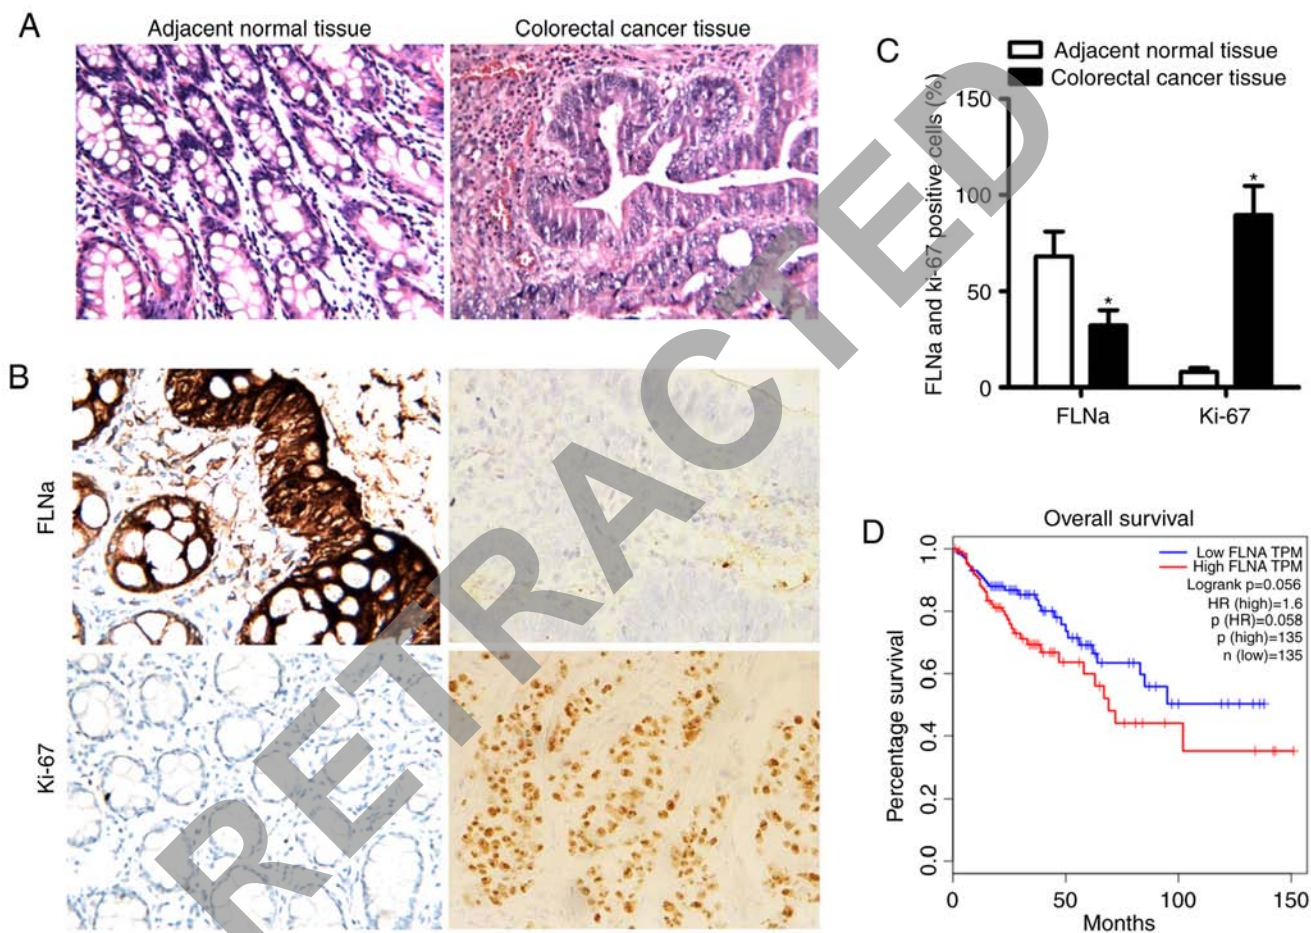 A
Adjacent normal tissue
Colorectal cancer tissue
B
FLNa
Ki-67
C
Adjacent normal tissue
Colorectal cancer tissue
FLNa and ki-67 positive cells (%)
150
100
50
0
*
*
FLNa
Ki-67
D
Overall survival
Low FLNA TPM
High FLNA TPM
Logrank p=0.056
HR (high)=1.6
p (HR)=0.058
p (high)=135
n (low)=135
Percentage survival
1.0
0.8
0.6
0.4
0.2
0.0
0
50
100
150
Months
RETRACTED